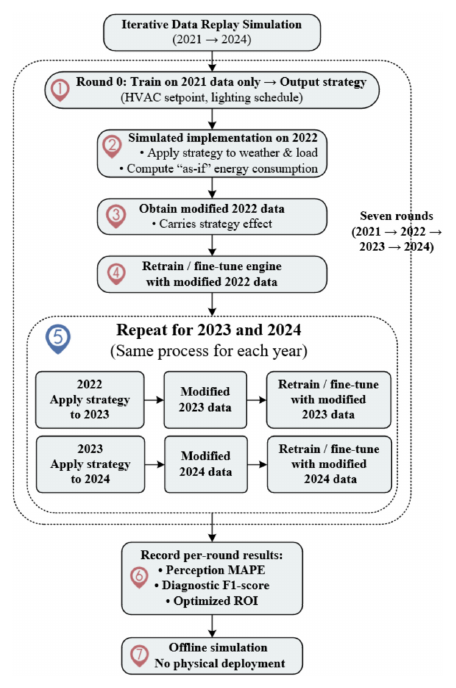 Iterative Data Replay Simulation
(2021 → 2024)
1
Round 0: Train on 2021 data only → Output strategy
(HVAC setpoint, lighting schedule)
2
Simulated implementation on 2022
• Apply strategy to weather & load
• Compute “as-if” energy consumption
3
Obtain modified 2022 data
• Carries strategy effect
Seven rounds
(2021 → 2022 →
2023 → 2024)
4
Retrain / fine-tune engine
with modified 2022 data
5
Repeat for 2023 and 2024
(Same process for each year)
2022
Apply strategy
to 2023
Modified
2023 data
Retrain / fine-tune
with modified
2023 data
2023
Apply strategy
to 2024
Modified
2024 data
Retrain / fine-tune
with modified
2024 data
6
Record per-round results:
• Perception MAPE
• Diagnostic F1-score
• Optimized ROI
7
Offline simulation
No physical deployment